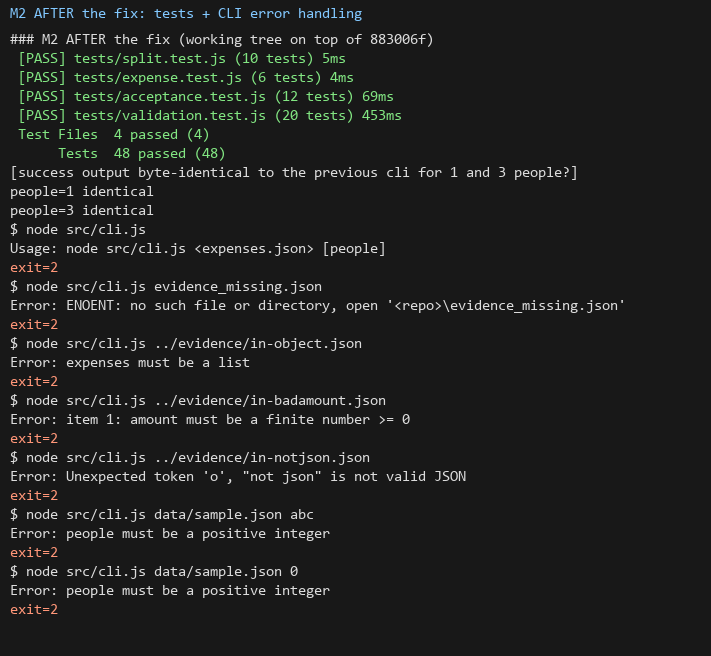 M2 AFTER the fix: tests + CLI error handling
### M2 AFTER the fix (working tree on top of 883006f)
[PASS] tests/split.test.js (10 tests) 5ms
[PASS] tests/expense.test.js (6 tests) 4ms
[PASS] tests/acceptance.test.js (12 tests) 69ms
[PASS] tests/validation.test.js (20 tests) 453ms
Test Files  4 passed (4)
Tests  48 passed (48)
[success output byte-identical to the previous cli for 1 and 3 people?]
people=1 identical
people=3 identical
$ node src/cli.js
Usage: node src/cli.js <expenses.json> [people]
exit=2
$ node src/cli.js evidence_missing.json
Error: ENOENT: no such file or directory, open '<repo>\evidence_missing.json'
exit=2
$ node src/cli.js ../evidence/in-object.json
Error: expenses must be a list
exit=2
$ node src/cli.js ../evidence/in-badamount.json
Error: item 1: amount must be a finite number >= 0
exit=2
$ node src/cli.js ../evidence/in-notjson.json
Error: Unexpected token 'o', "not json" is not valid JSON
exit=2
$ node src/cli.js data/sample.json abc
Error: people must be a positive integer
exit=2
$ node src/cli.js data/sample.json 0
Error: people must be a positive integer
exit=2